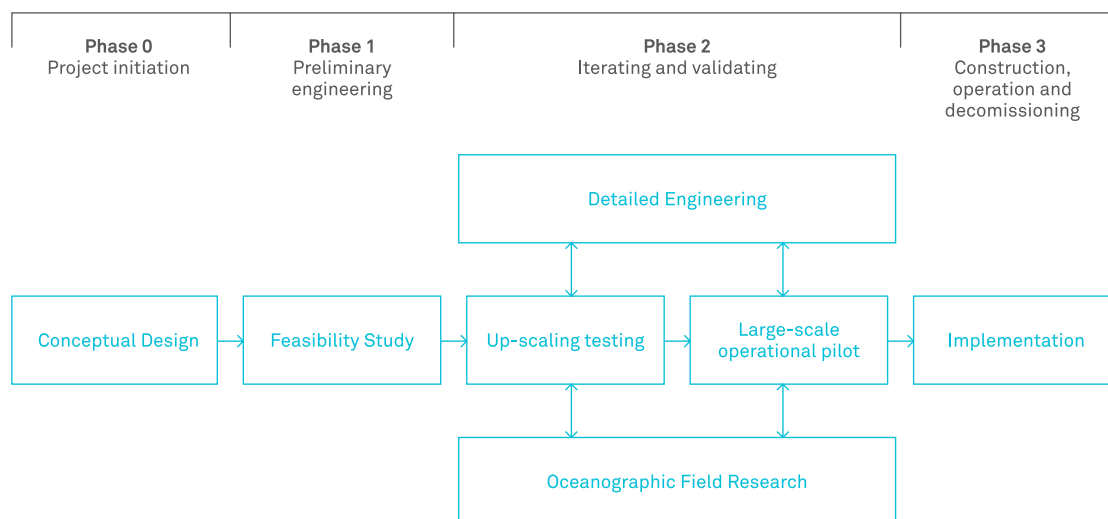 Phase 0
Project initiation
Phase 1
Preliminary
engineering
Phase 2
Iterating and validating
Phase 3
Construction,
operation and
decomissioning
Detailed Engineering
Conceptual Design
Feasibility Study
Up-scaling testing
Large-scale
operational pilot
Implementation
Oceanographic Field Research